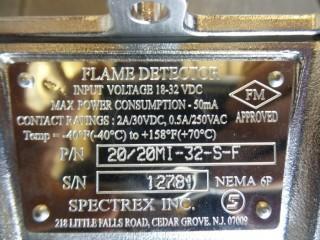 FLAME DETECTOR
INPUT VOLTAGE 18-32 VDC
MAX POWER CONSUMPTION - 50mA
CONTACT RATINGS : 2A/30VDC, 0.5A/250VAC
FM
APPROVED
Temp = -40°F(-40°C) to +158°F(+70°C)
P/N 20/20MI-32-S-F
S/N 12781 NEMA 6P
SPECTREX INC.
218 LITTLE FALLS ROAD, CEDAR GROVE, N.J. 07009